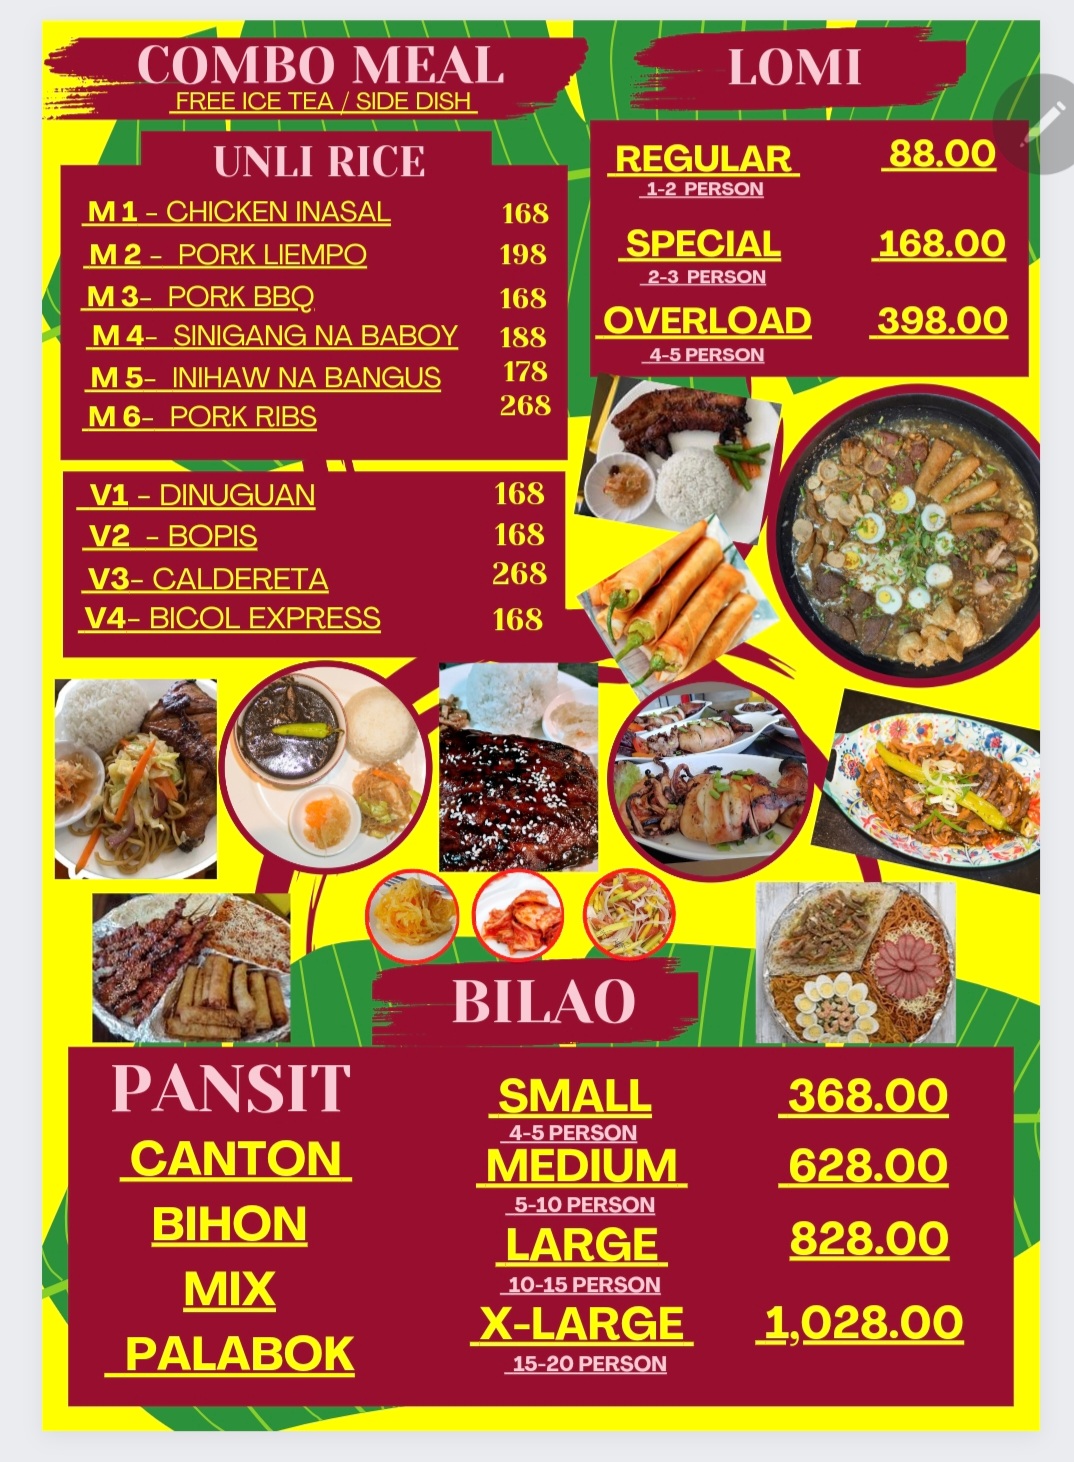 COMBO MEAL
FREE ICE TEA / SIDE DISH
UNLI RICE
M 1 - CHICKEN INASAL 168
M 2 - PORK LIEMPO 198
M 3- PORK BBQ 168
M 4- SINIGANG NA BABOY 188
M 5- INIHAW NA BANGUS 178
M 6- PORK RIBS 268
V1 - DINUGUAN 168
V2 - BOPIS 168
V3- CALDERETA 268
V4- BICOL EXPRESS 168
LOMI
REGULAR 88.00
1-2 PERSON
SPECIAL 168.00
2-3 PERSON
OVERLOAD 398.00
4-5 PERSON
BILAO
PANSIT
CANTON
BIHON
MIX
PALABOK
SMALL 368.00
4-5 PERSON
MEDIUM 628.00
5-10 PERSON
LARGE 828.00
10-15 PERSON
X-LARGE 1,028.00
15-20 PERSON